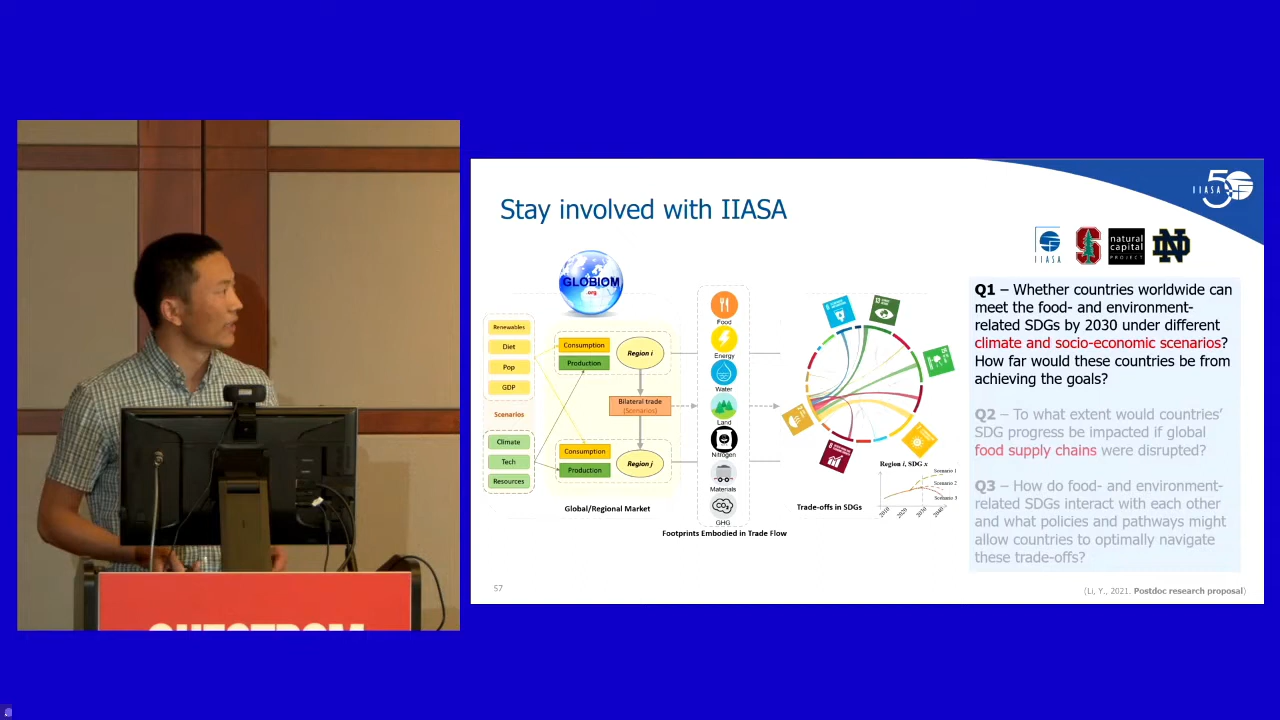 Stay involved with IIASA
IIASA
IIASA
natural
capital
PROJECT
GLOBIOM
.org
Renewables
Diet
Pop
GDP
Scenarios
Climate
Tech
Resources
Consumption
Production
Region i
Bilateral trade
(Scenarios)
Consumption
Production
Region j
Global/Regional Market
Food
Energy
Water
Land
Nitrogen
Materials
CO2
GHG
Footprints Embodied in Trade Flow
Trade-offs in SDGs
Region i, SDG x
Scenario 1
Scenario 2
Scenario 3
2010 2020 2030 2040
Q1 – Whether countries worldwide can
meet the food- and environment-
related SDGs by 2030 under different
climate and socio-economic scenarios?
How far would these countries be from
achieving the goals?
Q2 – To what extent would countries’
SDG progress be impacted if global
food supply chains were disrupted?
Q3 – How do food- and environment-
related SDGs interact with each other
and what policies and pathways might
allow countries to optimally navigate
these trade-offs?
57
(Li, Y., 2021. Postdoc research proposal)